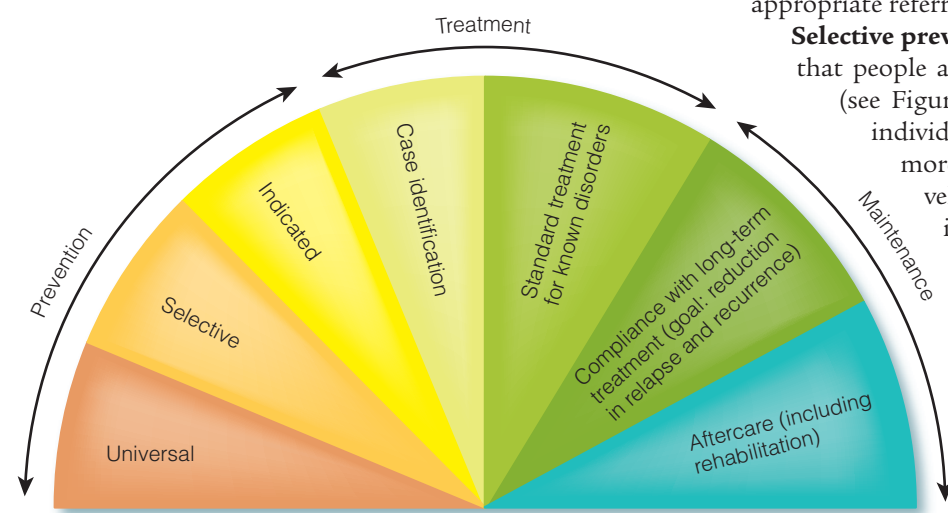 appropriate referr
Selective prev
that people a
(see Figur
individ
mor
ve
Treatment
Prevention
Maintenance
Universal
Selective
Indicated
Case identification
Standard treatment
for known disorders
Compliance with long-term
treatment (goal: reduction
in relapse and recurrence)
Aftercare (including
rehabilitation)